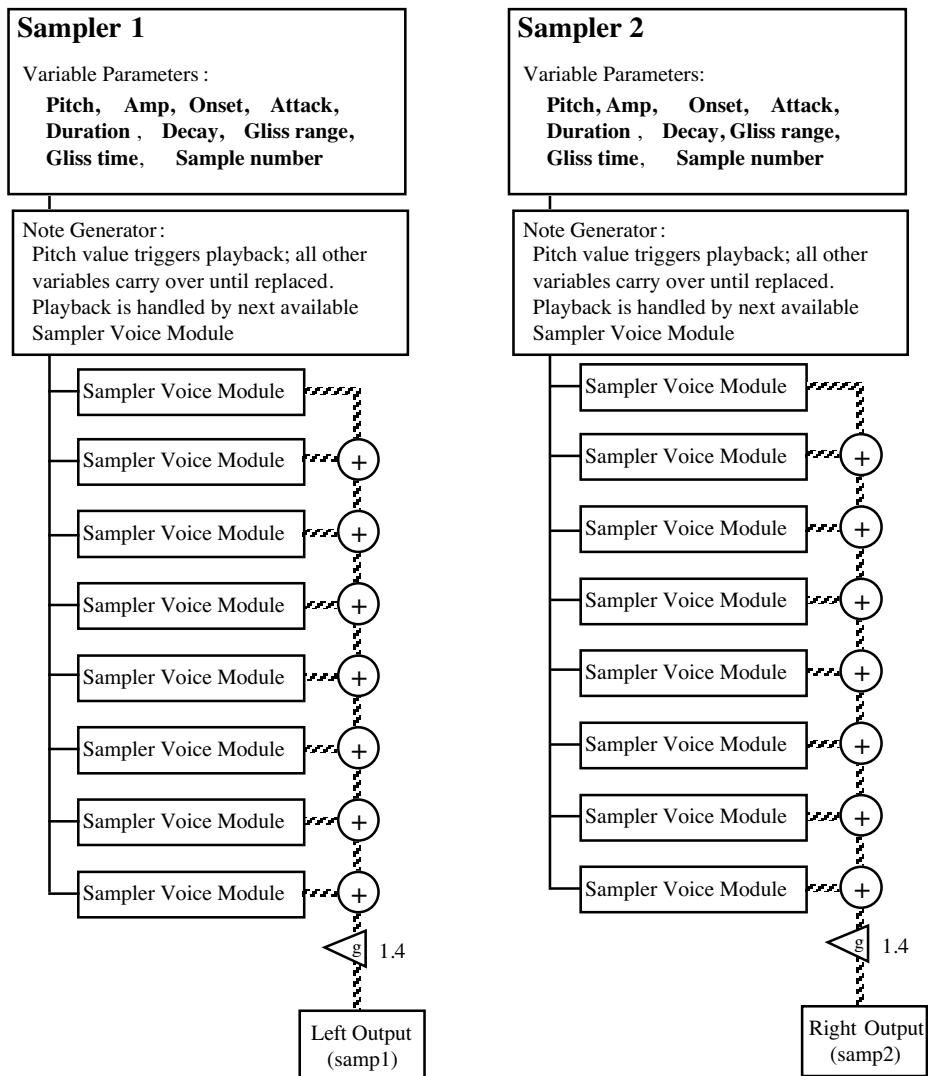 Sampler 1
Variable Parameters :
Pitch, Amp, Onset, Attack,
Duration , Decay, Gliss range,
Gliss time, Sample number
Note Generator :
Pitch value triggers playback; all other
variables carry over until replaced.
Playback is handled by next available
Sampler Voice Module
Sampler Voice Module
+
Sampler Voice Module
+
Sampler Voice Module
+
Sampler Voice Module
+
Sampler Voice Module
+
Sampler Voice Module
+
Sampler Voice Module
+
Sampler Voice Module
g 1.4
Left Output
(samp1)
Sampler 2
Variable Parameters:
Pitch, Amp, Onset, Attack,
Duration , Decay, Gliss range,
Gliss time, Sample number
Note Generator :
Pitch value triggers playback; all other
variables carry over until replaced.
Playback is handled by next available
Sampler Voice Module
Sampler Voice Module
+
Sampler Voice Module
+
Sampler Voice Module
+
Sampler Voice Module
+
Sampler Voice Module
+
Sampler Voice Module
+
Sampler Voice Module
+
Sampler Voice Module
g 1.4
Right Output
(samp2)